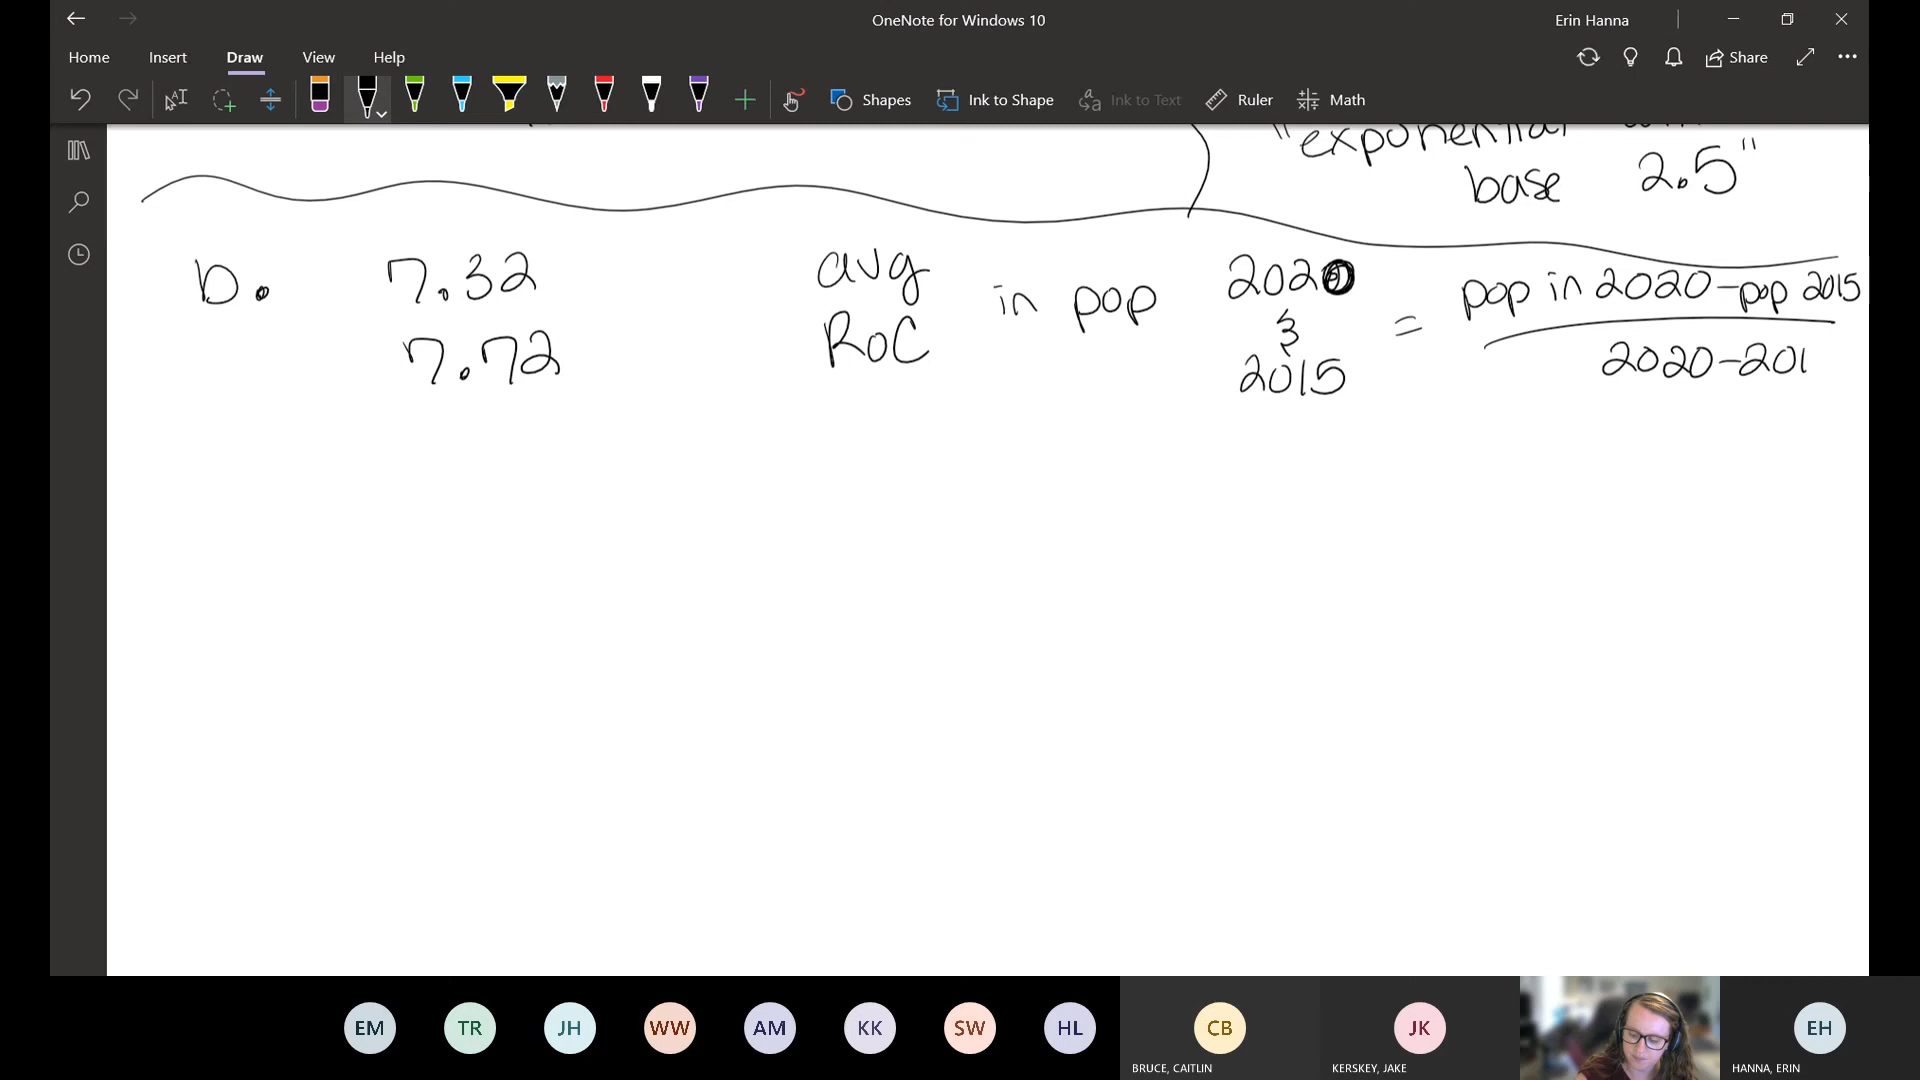 OneNote for Windows 10
Erin Hanna
Home Insert Draw View Help
Share
Shapes Ink to Shape Ink to Text Ruler Math
"exponential
base 2.5"
D. 7.32
7.72
avg
RoC
in pop
2020
&
2015
=
pop in 2020-pop 2015
2020-201
EM TR JH WW AM KK SW HL CB JK EH
BRUCE, CAITLIN KERSKEY, JAKE HANNA, ERIN